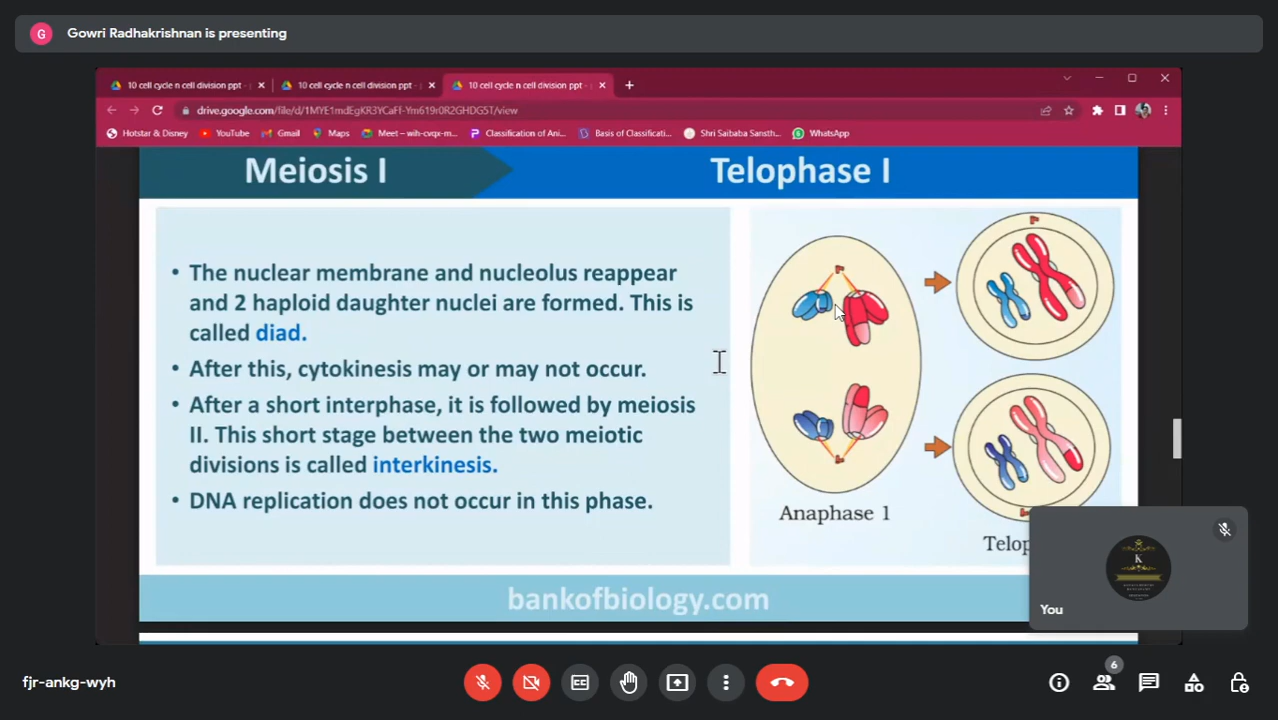 G
Gowri Radhakrishnan is presenting
10 cell cycle n cell division ppt -
10 cell cycle n cell division ppt -
10 cell cycle n cell division ppt -
drive.google.com/file/d/1MYE1mdEgKR3YCaFf-Ym619r0R2GHDGST/view
Hotstar & Disney YouTube Gmail Maps Meet – wih-cvqx-m... Classification of Ani... Basis of Classificati... Shri Saibaba Sansth... WhatsApp
Meiosis I
Telophase I
• The nuclear membrane and nucleolus reappear
and 2 haploid daughter nuclei are formed. This is
called diad.
• After this, cytokinesis may or may not occur.
• After a short interphase, it is followed by meiosis
II. This short stage between the two meiotic
divisions is called interkinesis.
• DNA replication does not occur in this phase.
Anaphase 1
Telop
bankofbiology.com
K
You
fjr-ankg-wyh
6